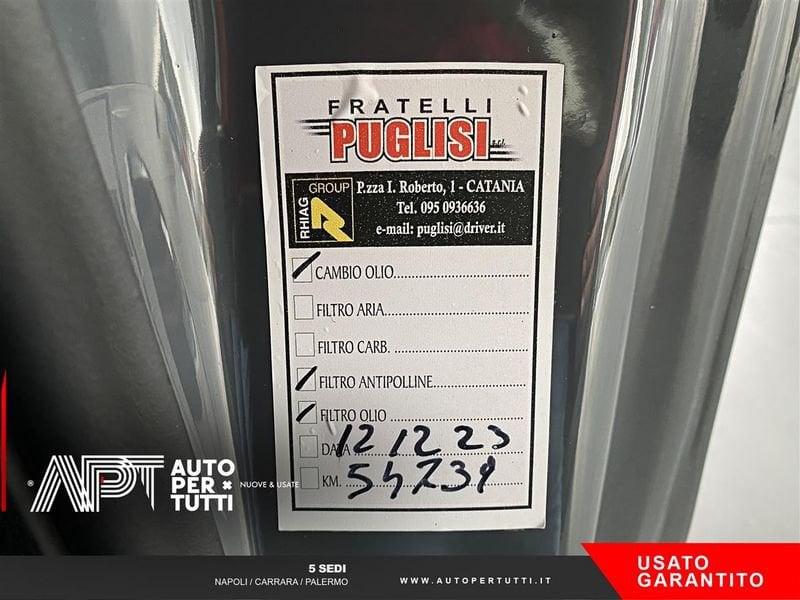 FRATELLI
PUGLISI s.r.l.
RHIAG GROUP
P.zza I. Roberto, 1 - CATANIA
Tel. 095 0936636
e-mail: puglisi@driver.it
CAMBIO OLIO
FILTRO ARIA
FILTRO CARB.
FILTRO ANTIPOLLINE
FILTRO OLIO
DATA 12 12 23
KM. 54239
® APT AUTO
PER
TUTTI
NUOVE & USATE
5 SEDI
NAPOLI / CARRARA / PALERMO
WWW.AUTOPERTUTTI.IT
USATO
GARANTITO